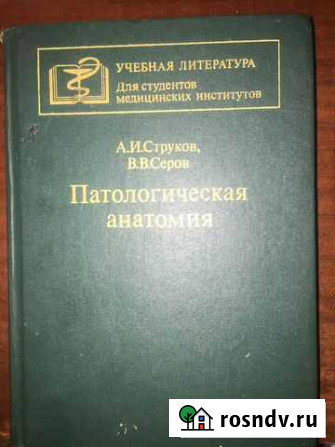 УЧЕБНАЯ ЛИТЕРАТУРА
Для студентов
медицинских институтов
А.И.Струков,
В.В.Серов
Патологическая
анатомия
rosndv.ru